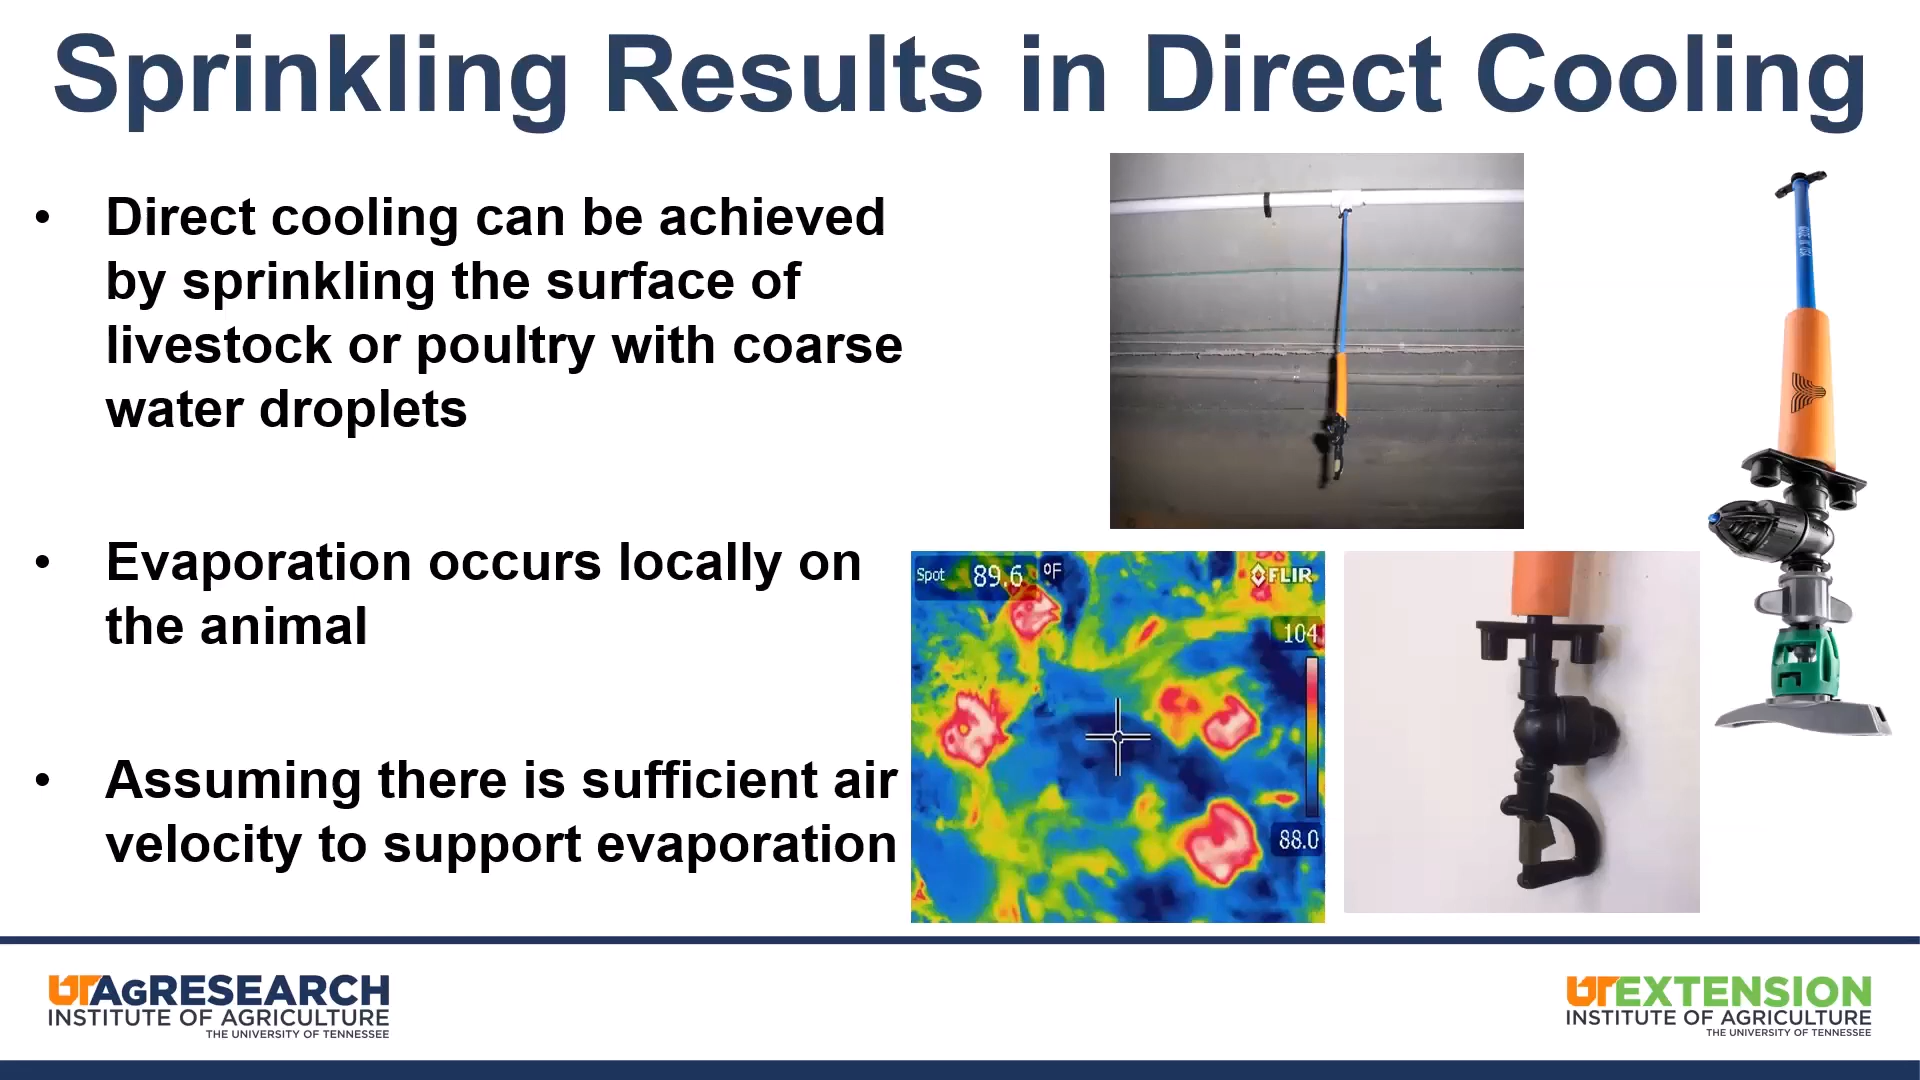 Sprinkling Results in Direct Cooling
• Direct cooling can be achieved
by sprinkling the surface of
livestock or poultry with coarse
water droplets
• Evaporation occurs locally on
the animal
• Assuming there is sufficient air
velocity to support evaporation
Spot 89.6 °F
FLIR
104
88.0
UTAgRESEARCH
INSTITUTE OF AGRICULTURE
THE UNIVERSITY OF TENNESSEE
UTEXTENSION
INSTITUTE OF AGRICULTURE
THE UNIVERSITY OF TENNESSEE